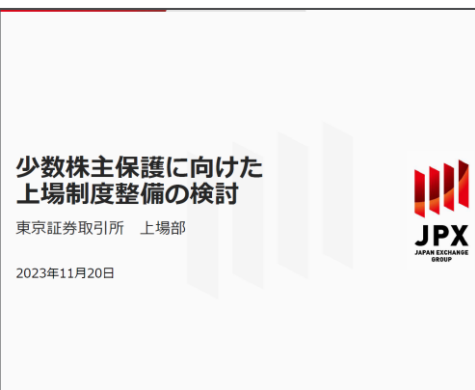 少数株主保護に向けた
上場制度整備の検討
東京証券取引所　上場部
2023年11月20日
JPX
JAPAN EXCHANGE
GROUP